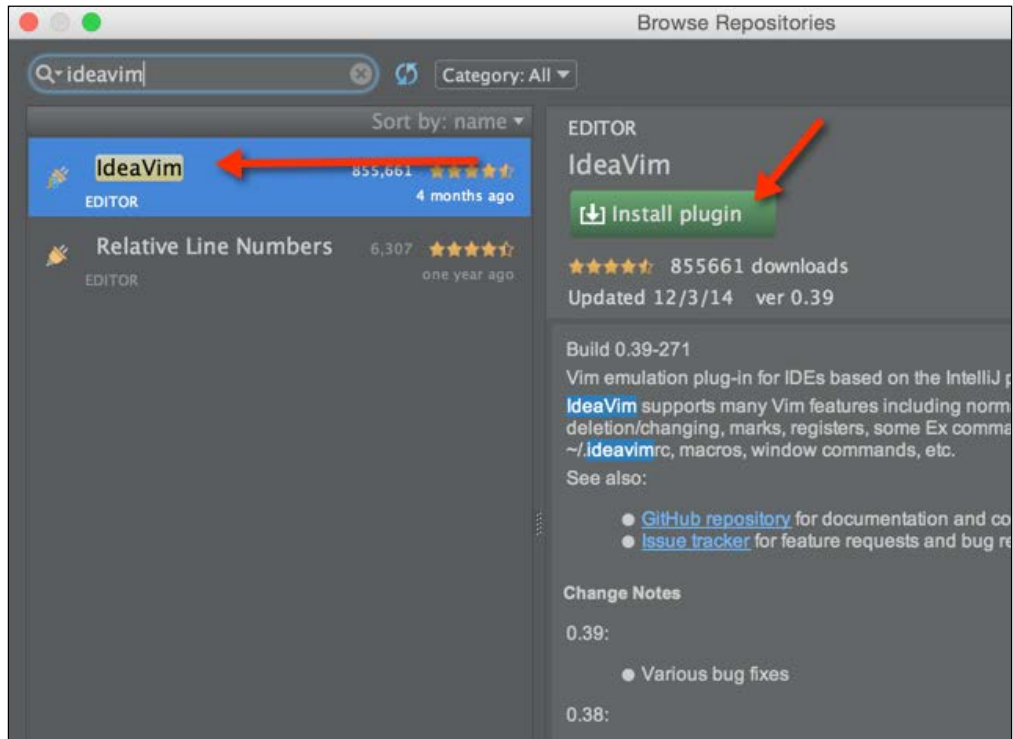 Browse Repositories
ideavim
Category: All
Sort by: name
IdeaVim 855,661
EDITOR 4 months ago
Relative Line Numbers 6,307
EDITOR one year ago
EDITOR
IdeaVim
Install plugin
855661 downloads
Updated 12/3/14 ver 0.39
Build 0.39-271
Vim emulation plug-in for IDEs based on the IntelliJ
IdeaVim supports many Vim features including
deletion/changing, marks, registers, some Ex
~/.ideavimrc, macros, window commands, etc.
See also:
GitHub repository for documentation and
Issue tracker for feature requests and bug
Change Notes
0.39:
Various bug fixes
0.38: